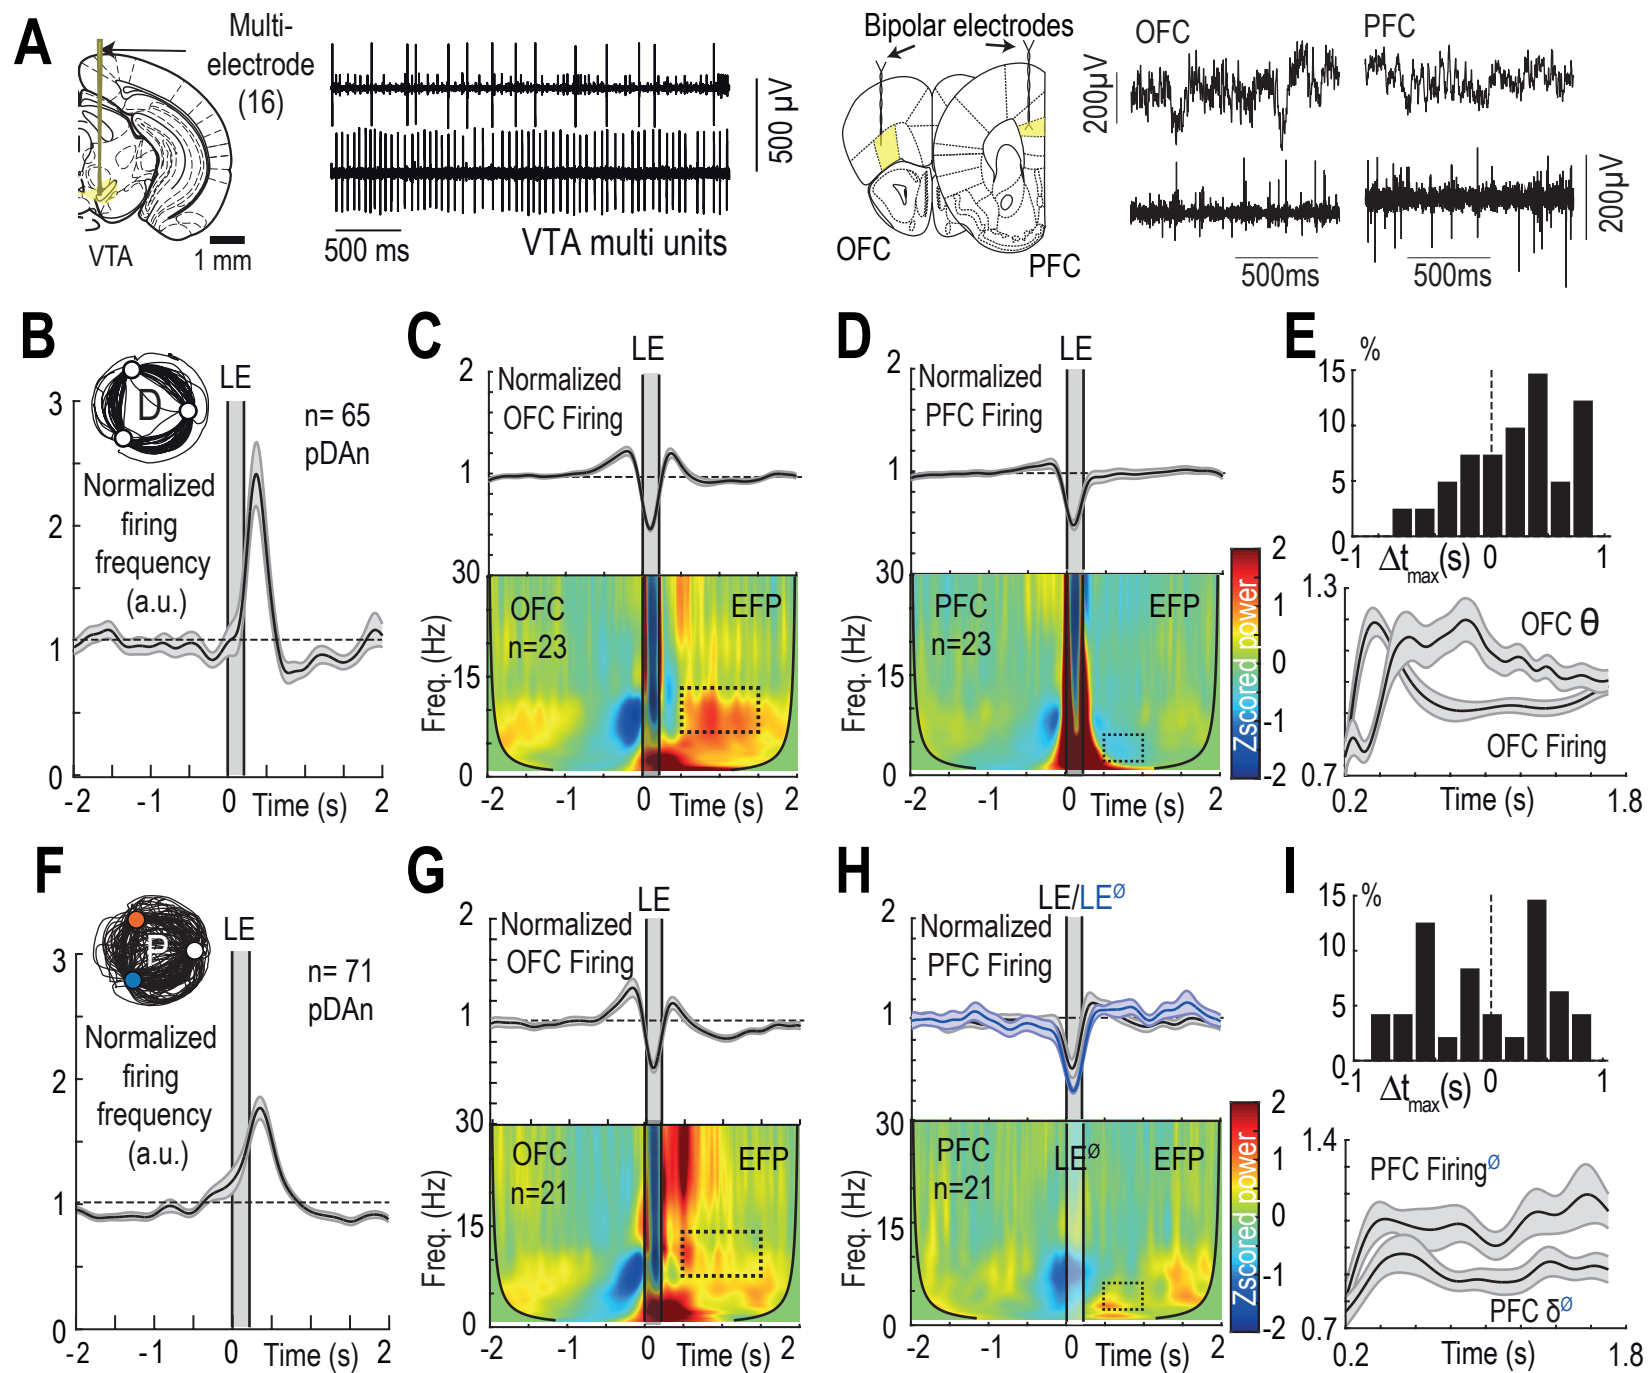 A
Multi-
electrode
(16)
VTA
1 mm
500 ms
VTA multi units
500 µV
Bipolar electrodes
OFC
PFC
OFC
PFC
200µV
200µV
500ms
500ms
B
D
LE
n= 65
pDAn
Normalized
firing
frequency
(a.u.)
3
2
1
0
-2
-1
0
Time (s)
2
C
LE
Normalized
OFC Firing
2
1
30
15
0
Freq. (Hz)
OFC
n=23
EFP
-2
-1
0
Time (s)
2
D
LE
Normalized
PFC Firing
2
1
30
15
0
Freq. (Hz)
PFC
n=23
EFP
-2
-1
0
Time (s)
2
Zscored power
2
1
0
-1
-2
E
%
15
10
5
0
-1
Δtmax(s)
0
1
1.3
0.7
OFC θ
OFC Firing
0.2
Time (s)
1.8
F
P
LE
n= 71
pDAn
Normalized
firing
frequency
(a.u.)
3
2
1
0
-2
-1
0
Time (s)
2
G
LE
Normalized
OFC Firing
2
1
30
15
0
Freq. (Hz)
OFC
n=21
EFP
-2
-1
0
Time (s)
2
H
LE/LEø
Normalized
PFC Firing
2
1
30
15
0
Freq. (Hz)
PFC
n=21
LEø
EFP
-2
-1
0
Time (s)
2
Zscored power
2
1
0
-1
-2
I
%
15
10
5
0
-1
Δtmax(s)
0
1
1.4
0.7
PFC Firingø
PFC δø
0.2
Time (s)
1.8